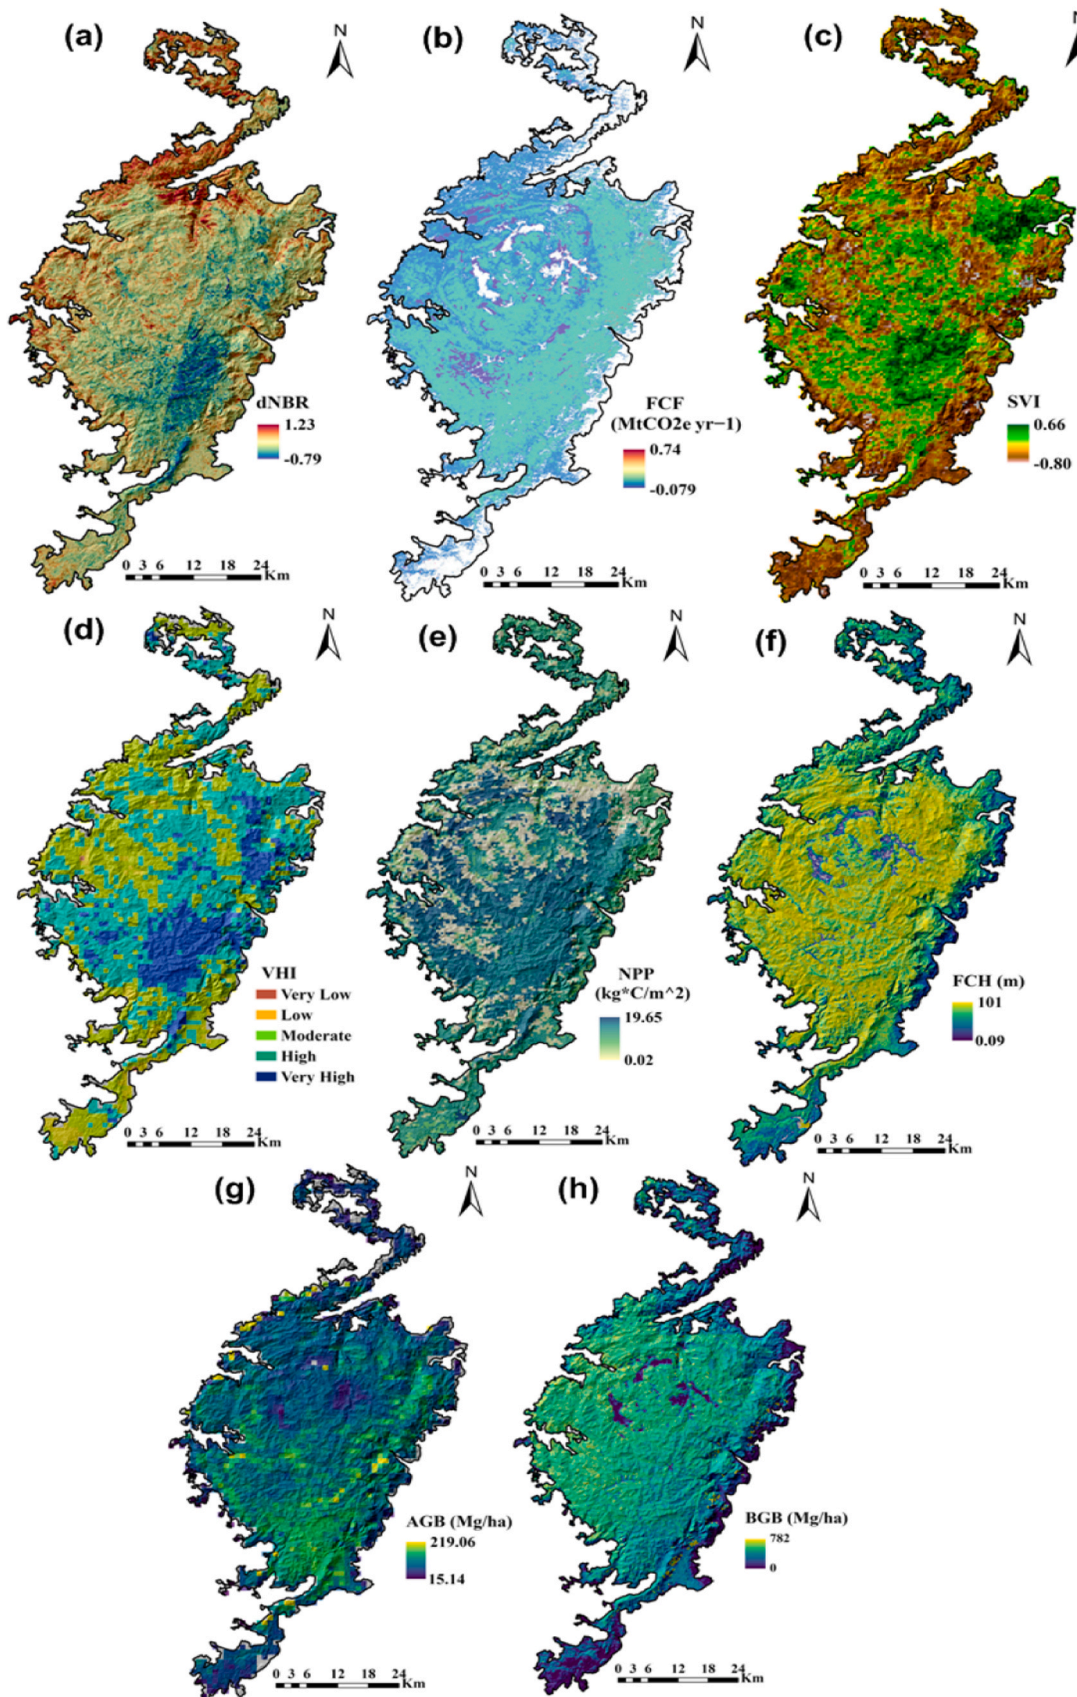 (a)
N
dNBR
1.23
-0.79
0 3 6 12 18 24
Km
(b)
N
FCF
(MtCO2e yr−1)
0.74
-0.079
0 3 6 12 18 24
Km
(c)
N
SVI
0.66
-0.80
0 3 6 12 18 24
Km
(d)
N
VHI
Very Low
Low
Moderate
High
Very High
0 3 6 12 18 24
Km
(e)
N
NPP
(kg*C/m^2)
19.65
0.02
0 3 6 12 18 24
Km
(f)
N
FCH (m)
101
0.09
0 3 6 12 18 24
Km
(g)
N
AGB (Mg/ha)
219.06
15.14
0 3 6 12 18 24
Km
(h)
N
BGB (Mg/ha)
782
0
0 3 6 12 18 24
Km